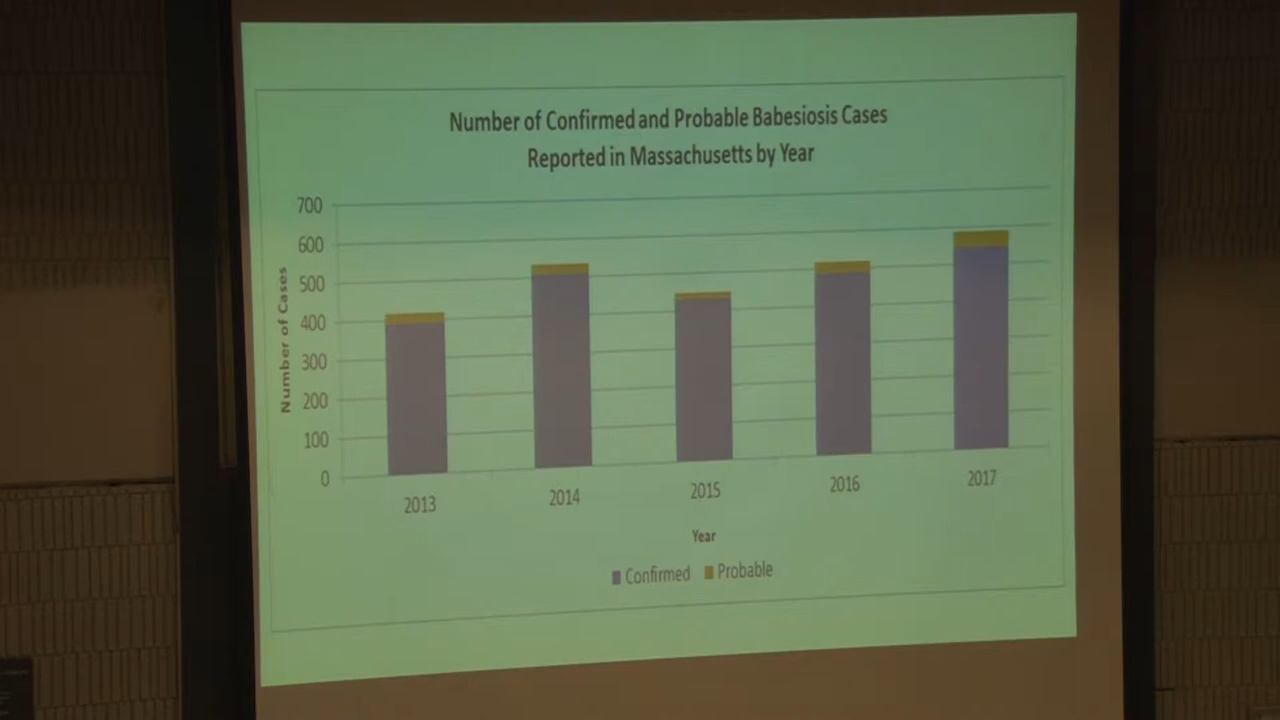 Number of Confirmed and Probable Babesiosis Cases
Reported in Massachusetts by Year
700
600
500
400
300
200
100
0
Number of Cases
2013 2014 2015 2016 2017
Year
Confirmed Probable